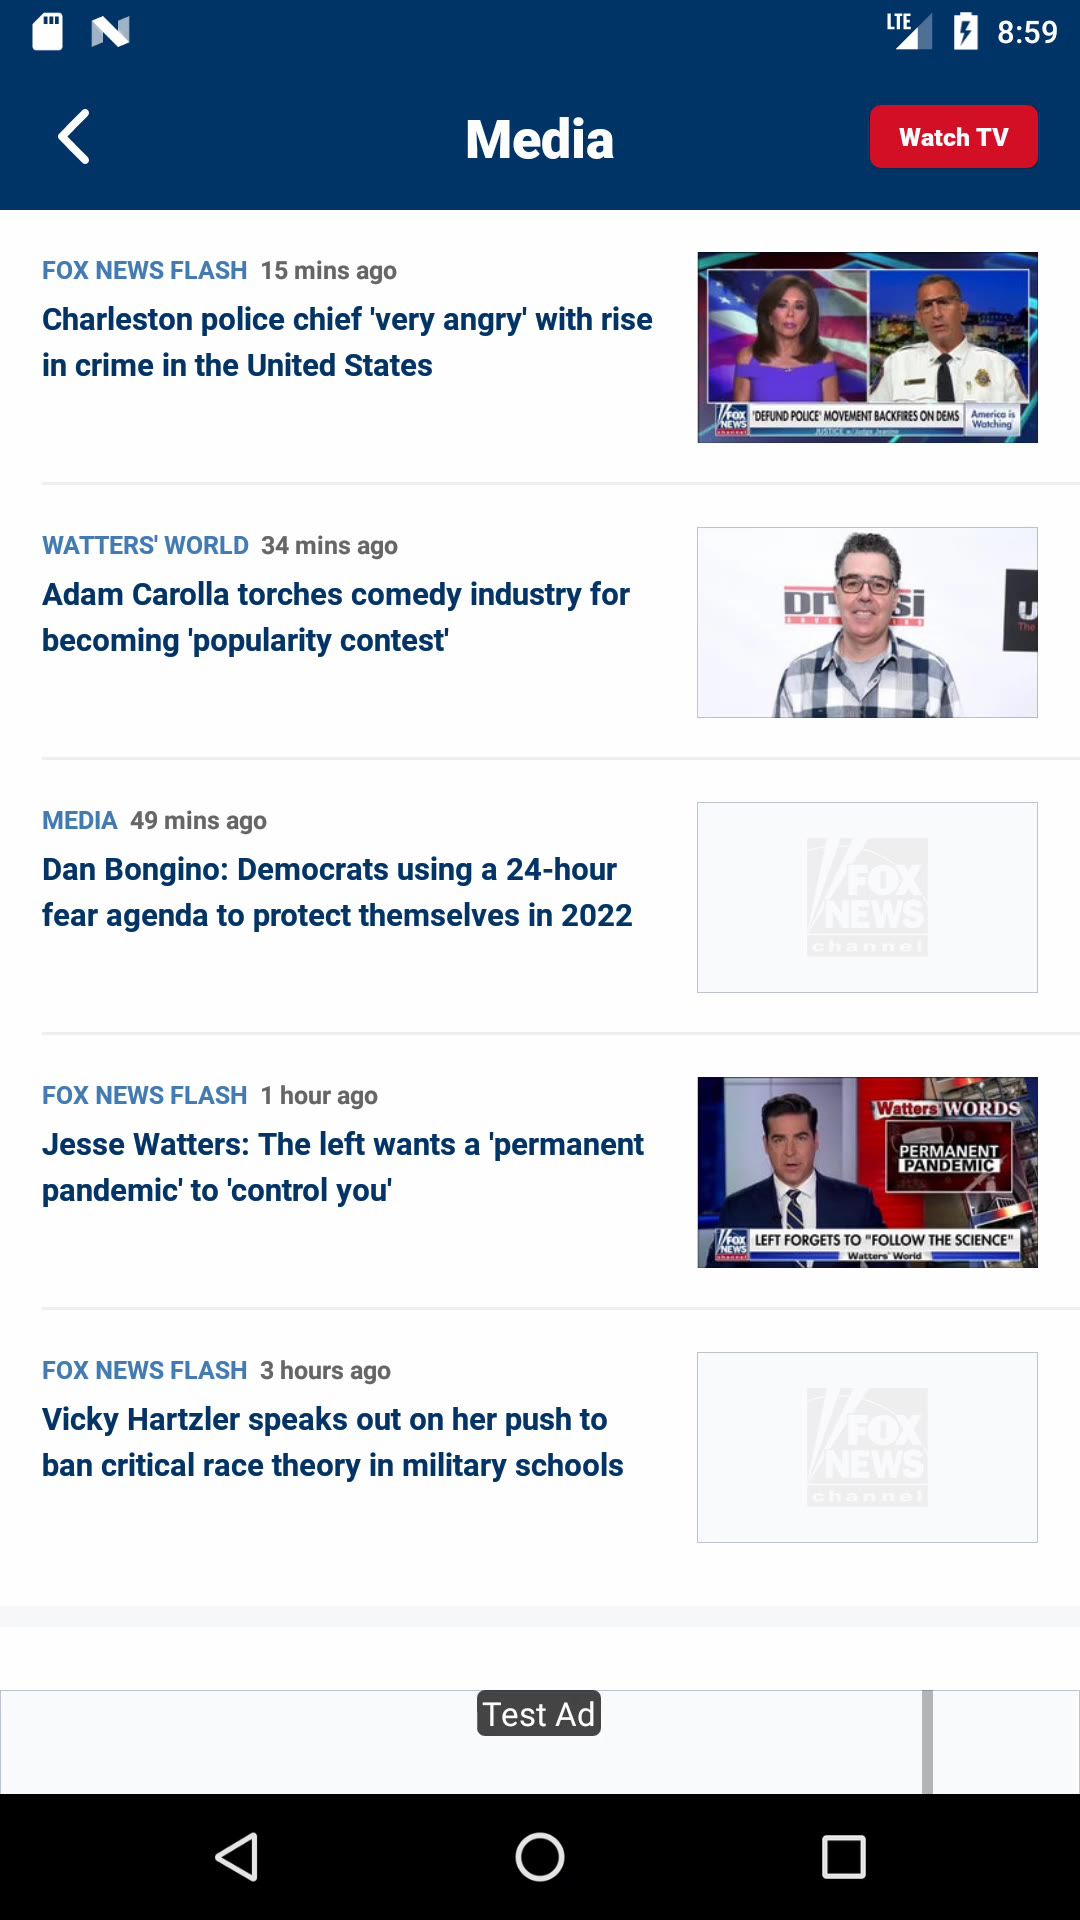 LTE 8:59
Media
Watch TV
FOX NEWS FLASH 15 mins ago
Charleston police chief 'very angry' with rise
in crime in the United States
FOX NEWS channel
'DEFUND POLICE' MOVEMENT BACKFIRES ON DEMS
America is
Watching
JUSTICE w/ Judge Jeanine
WATTERS' WORLD 34 mins ago
Adam Carolla torches comedy industry for
becoming 'popularity contest'
MEDIA 49 mins ago
Dan Bongino: Democrats using a 24-hour
fear agenda to protect themselves in 2022
FOX
NEWS
channel
FOX NEWS FLASH 1 hour ago
Jesse Watters: The left wants a 'permanent
pandemic' to 'control you'
Watters' WORDS
PERMANENT
PANDEMIC
FOX NEWS channel
LEFT FORGETS TO "FOLLOW THE SCIENCE"
Watters' World
FOX NEWS FLASH 3 hours ago
Vicky Hartzler speaks out on her push to
ban critical race theory in military schools
FOX
NEWS
channel
Test Ad